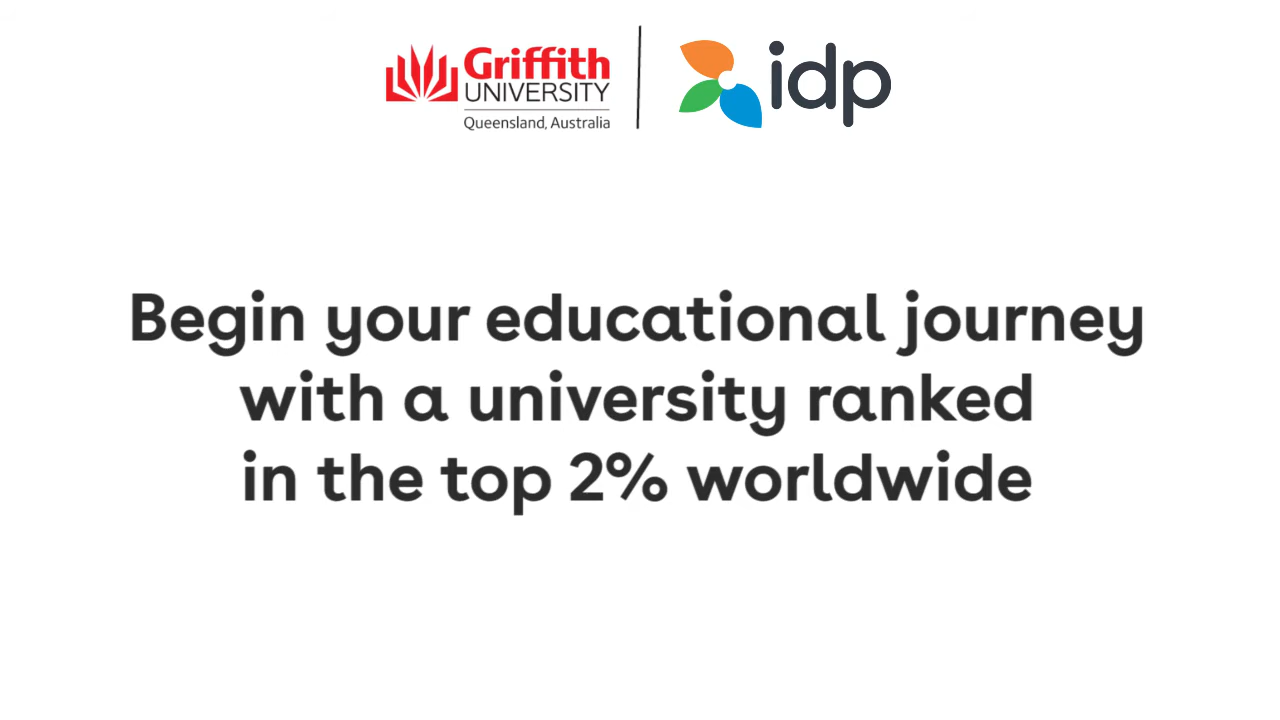 Griffith
UNIVERSITY
Queensland, Australia
idp
Begin your educational journey
with a university ranked
in the top 2% worldwide